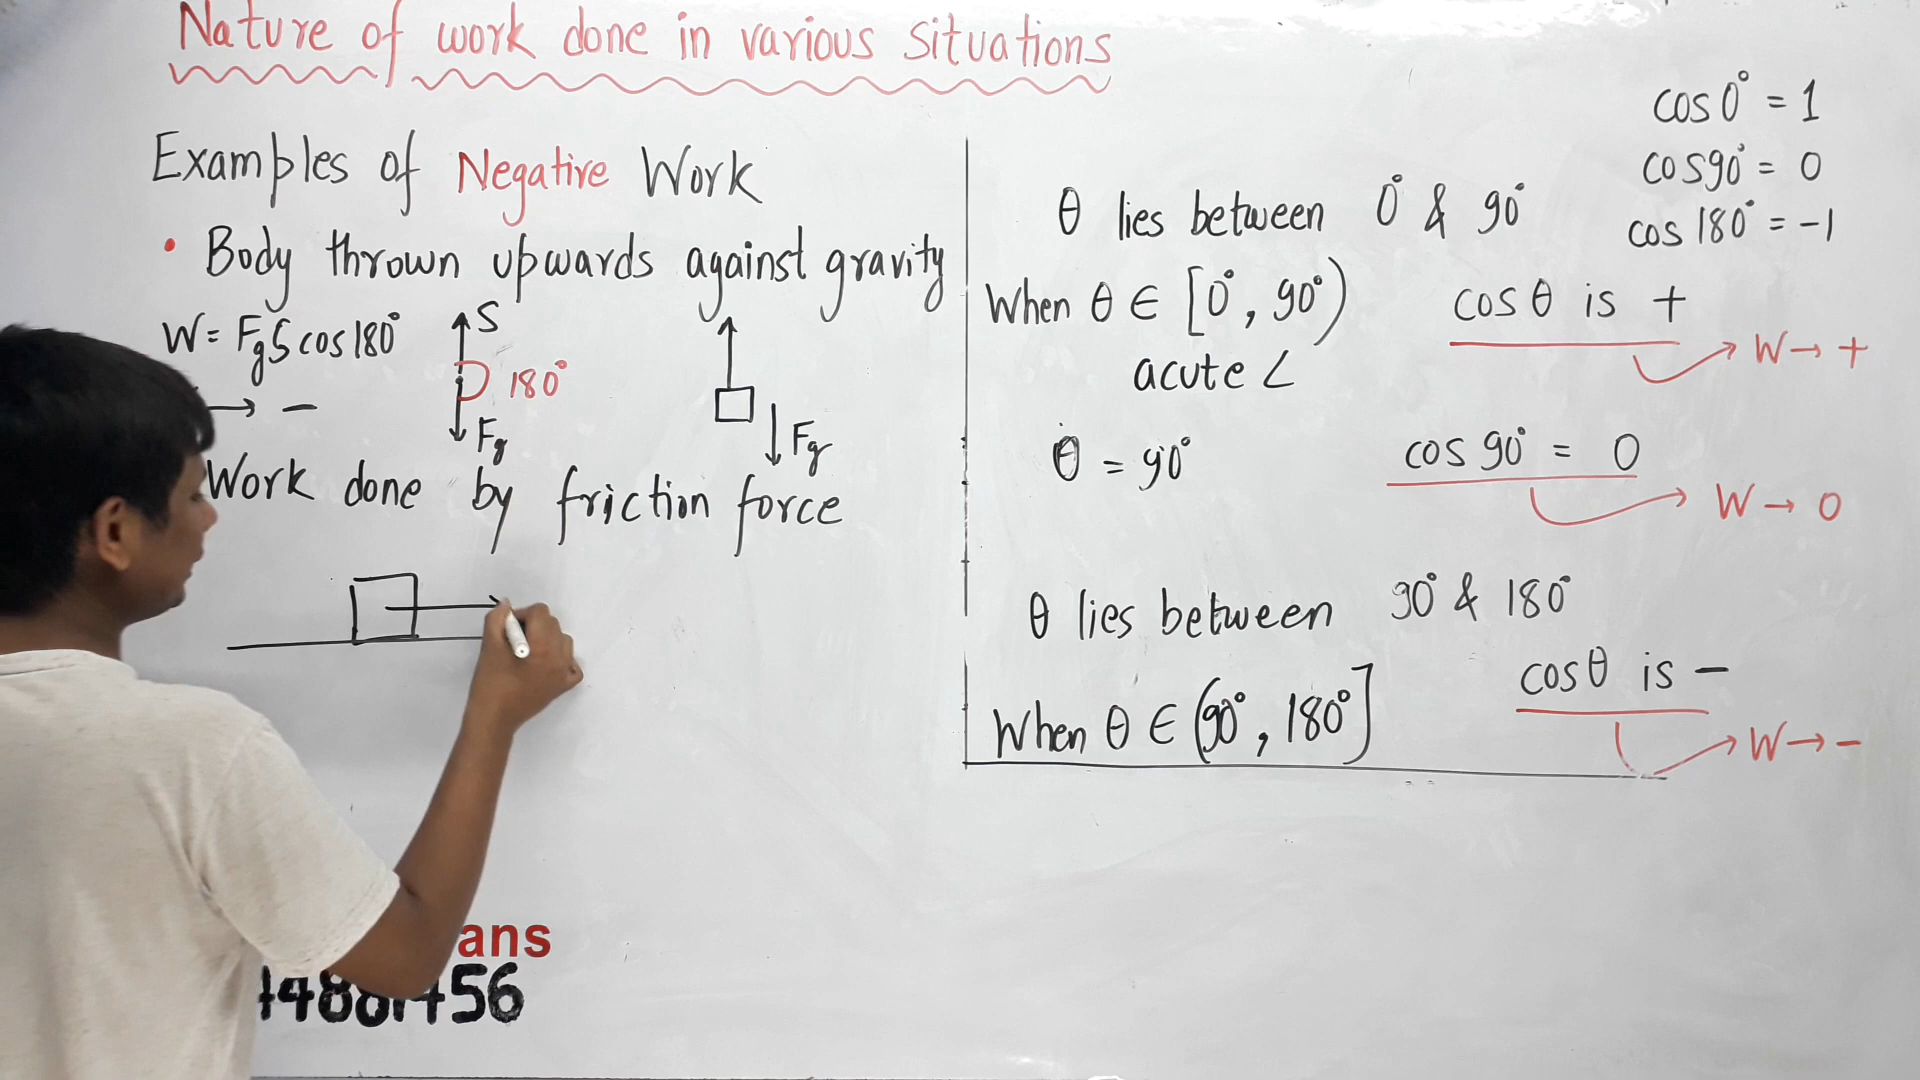 Nature of work done in various situations
Examples of Negative Work
• Body thrown upwards against gravity
W = FgS cos 180°
→ −
S
180°
Fg
Fg
Work done by friction force
cos 0° = 1
cos 90° = 0
cos 180° = −1
θ lies between 0° & 90°
When θ ∈ [0°, 90°) cosθ is +
W → +
acute ∠
θ = 90° cos 90° = 0
W → 0
θ lies between 90° & 180°
cosθ is −
When θ ∈ (90°, 180°]
W → −
ans